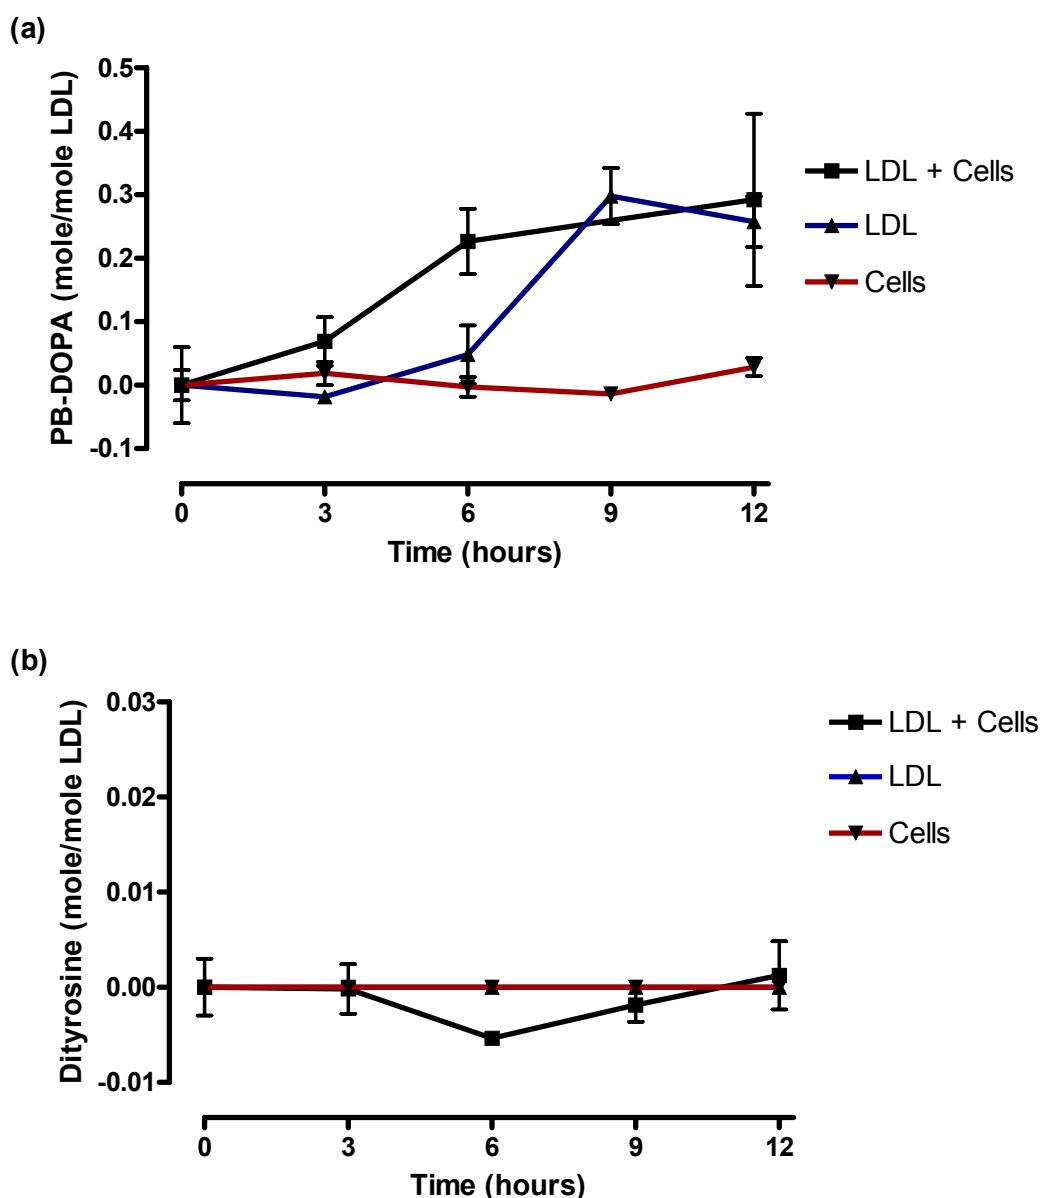 (a)
PB-DOPA (mole/mole LDL)
0.5
0.4
0.3
0.2
0.1
0.0
-0.1
0 3 6 9 12
Time (hours)
LDL + Cells
LDL
Cells
(b)
Dityrosine (mole/mole LDL)
0.03
0.02
0.01
0.00
-0.01
0 3 6 9 12
Time (hours)
LDL + Cells
LDL
Cells